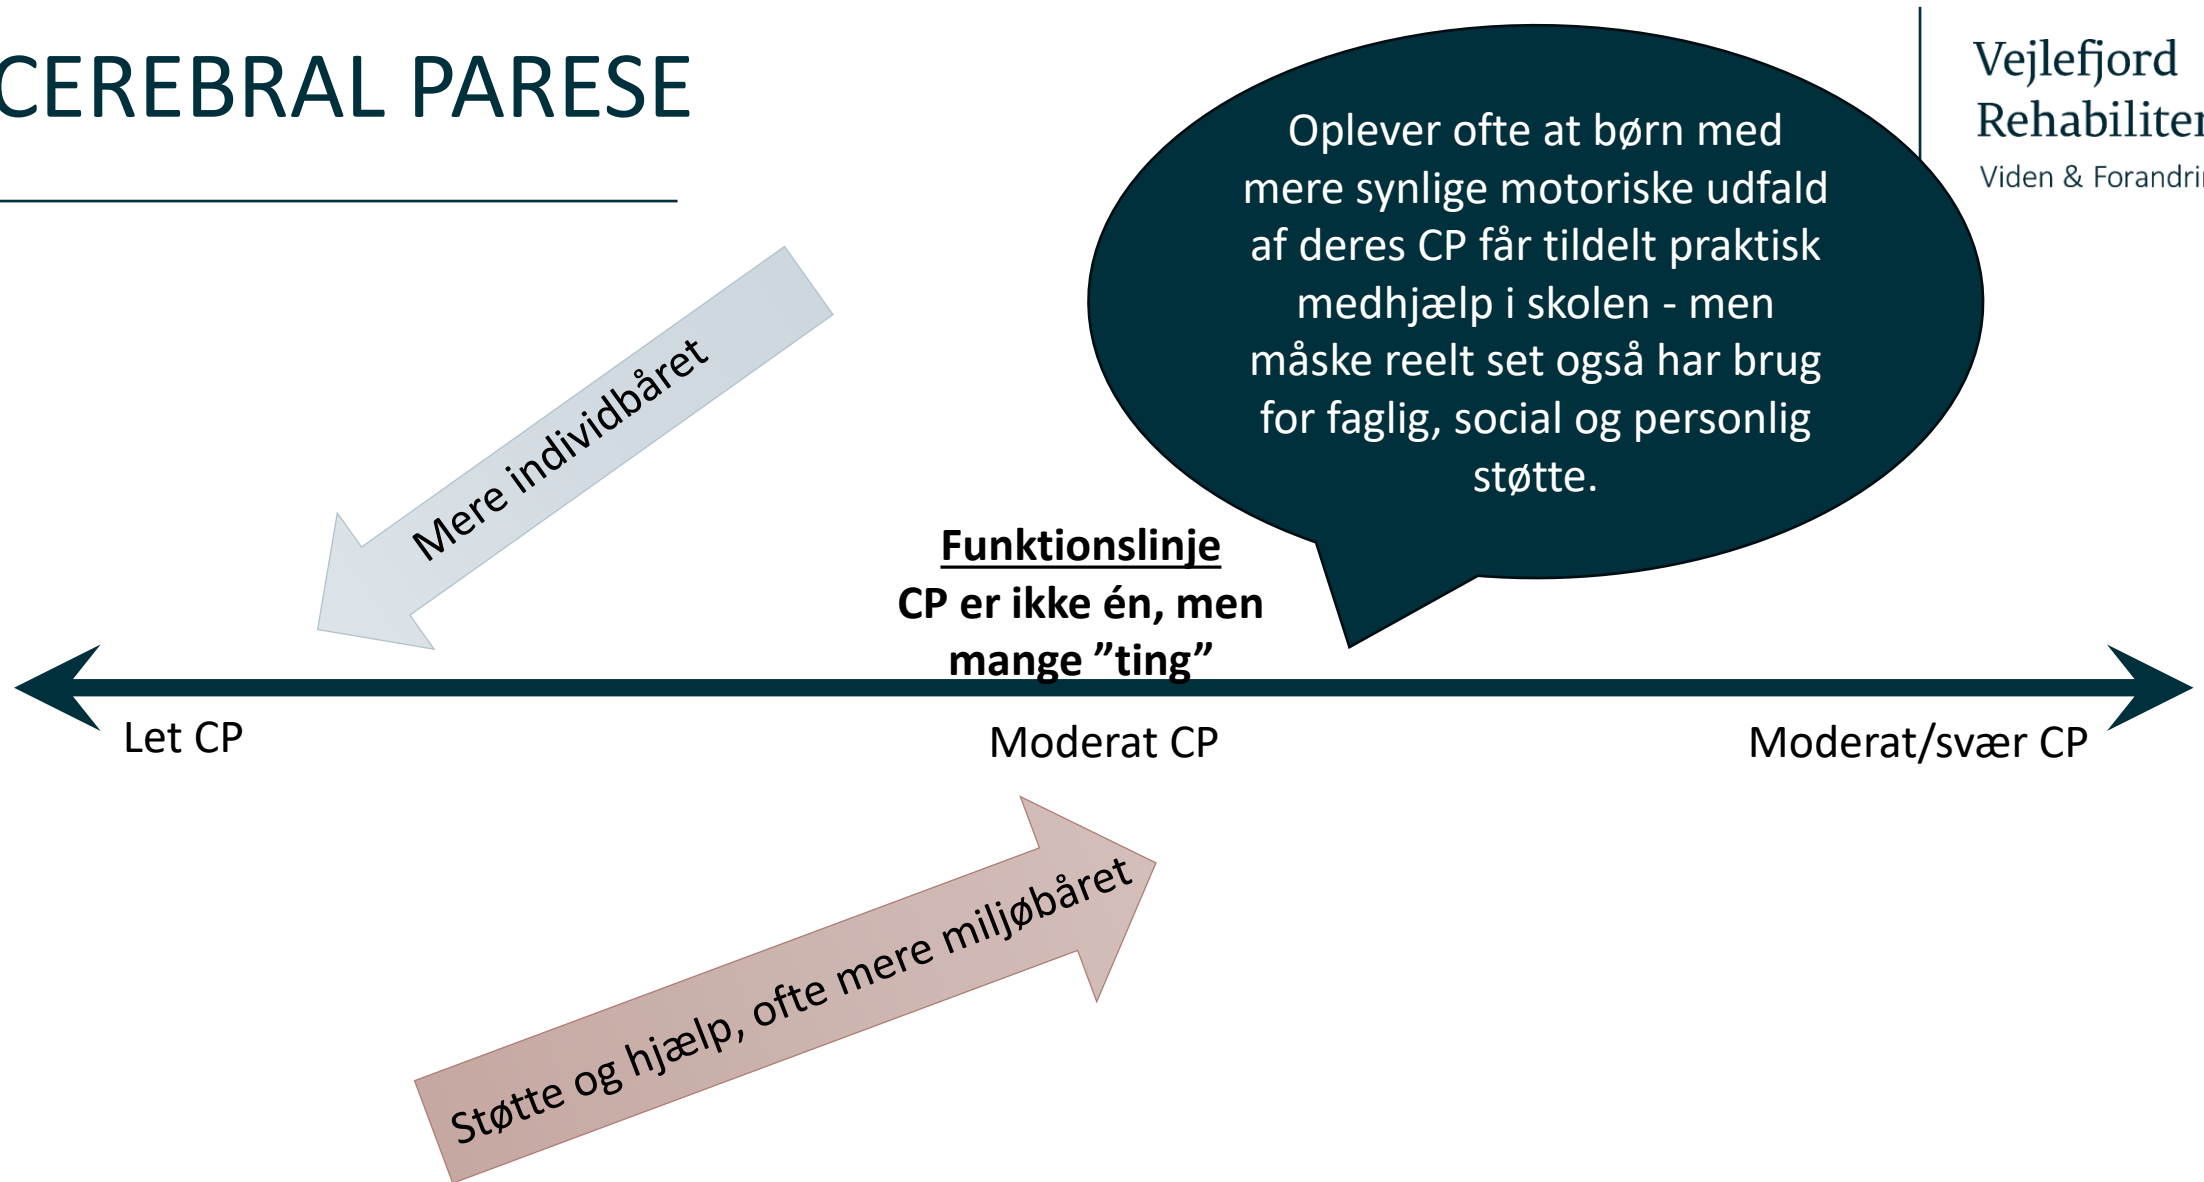 CEREBRAL PARESE
Vejlefjord
Rehabiliter
Viden & Forandri
Oplever ofte at børn med
mere synlige motoriske udfald
af deres CP får tildelt praktisk
medhjælp i skolen - men
måske reelt set også har brug
for faglig, social og personlig
støtte.
Mere individbåret
Funktionslinje
CP er ikke én, men
mange ”ting”
Let CP
Moderat CP
Moderat/svær CP
Støtte og hjælp, ofte mere miljøbåret